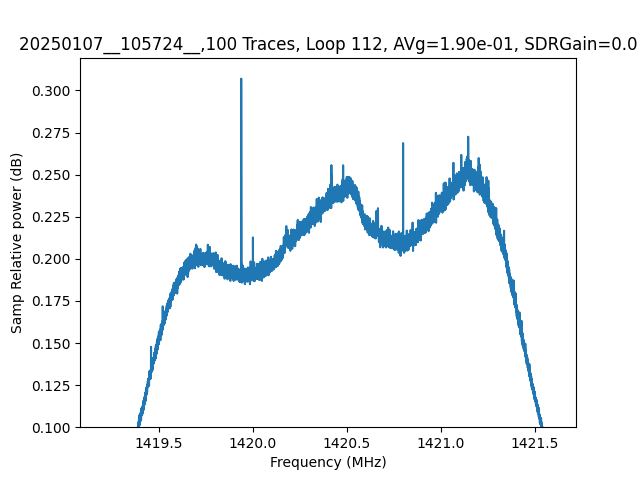 20250107__105724__,100 Traces, Loop 112, AVg=1.90e-01, SDRGain=0.0
0.300
0.275
0.250
0.225
0.200
0.175
0.150
0.125
0.100
Samp Relative power (dB)
1419.5 1420.0 1420.5 1421.0 1421.5
Frequency (MHz)